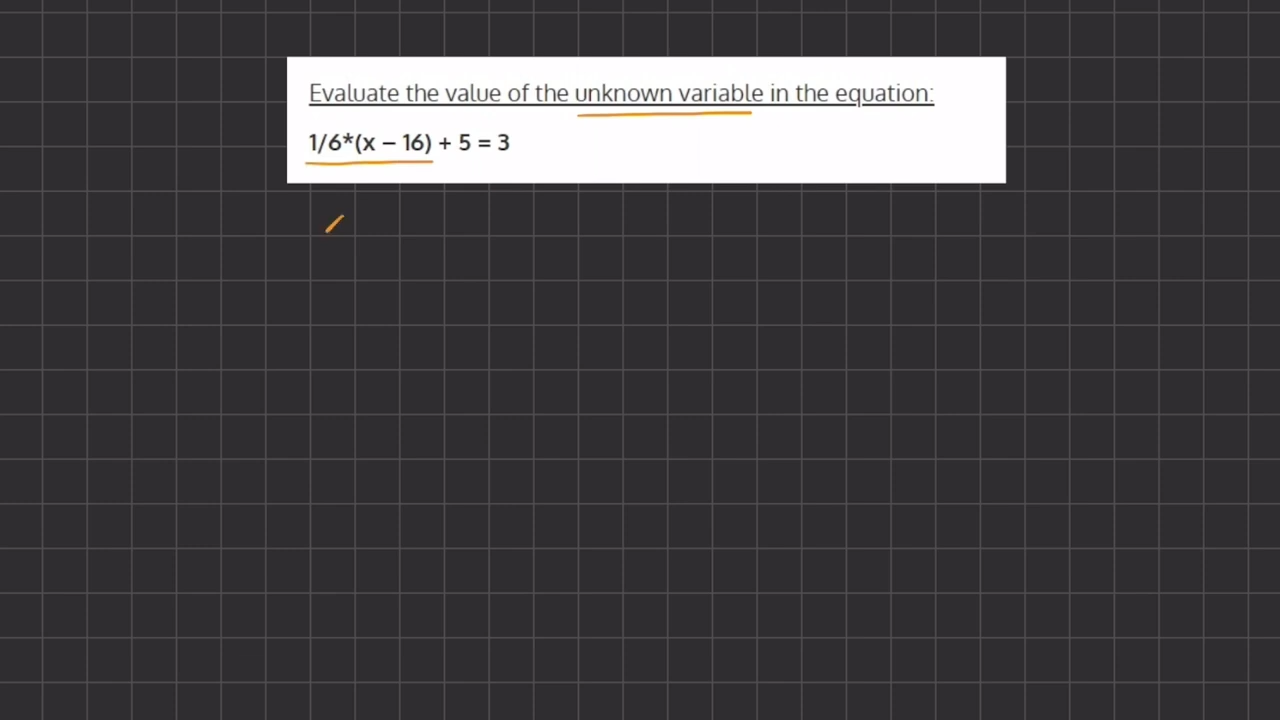 Evaluate the value of the unknown variable in the equation:
1/6*(x – 16) + 5 = 3